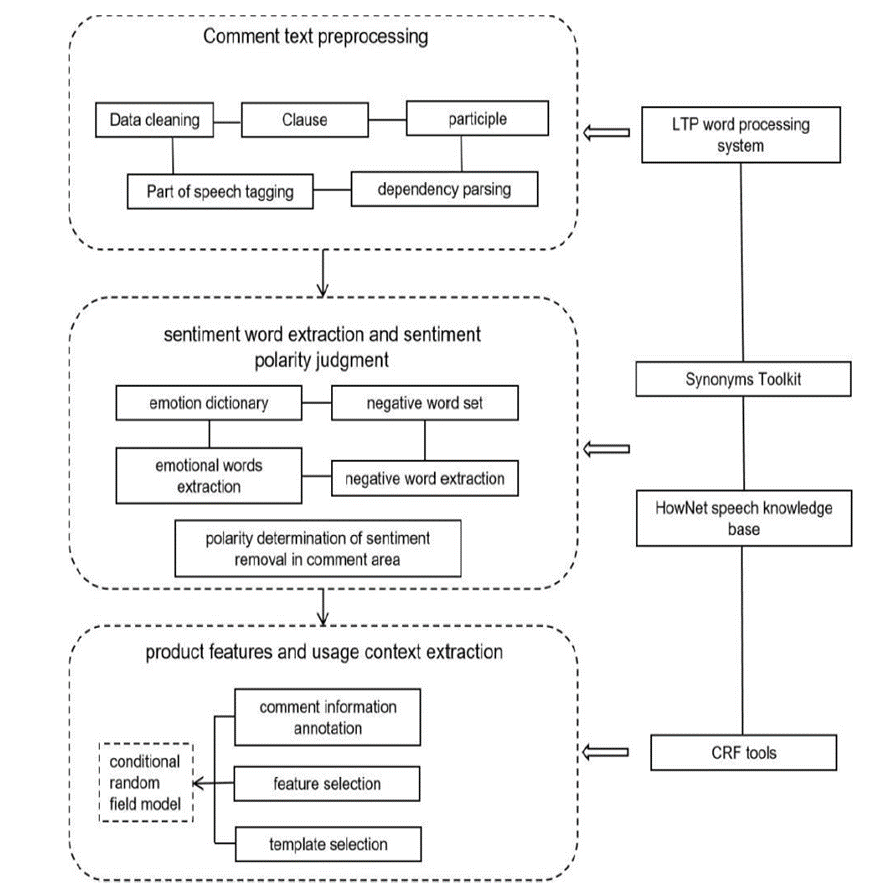 Comment text preprocessing
Data cleaning
Clause
participle
Part of speech tagging
dependency parsing
LTP word processing
system
sentiment word extraction and sentiment
polarity judgment
emotion dictionary
negative word set
emotional words
extraction
negative word extraction
polarity determination of sentiment
removal in comment area
Synonyms Toolkit
HowNet speech knowledge
base
product features and usage context extraction
comment information
annotation
conditional
random
field model
feature selection
template selection
CRF tools